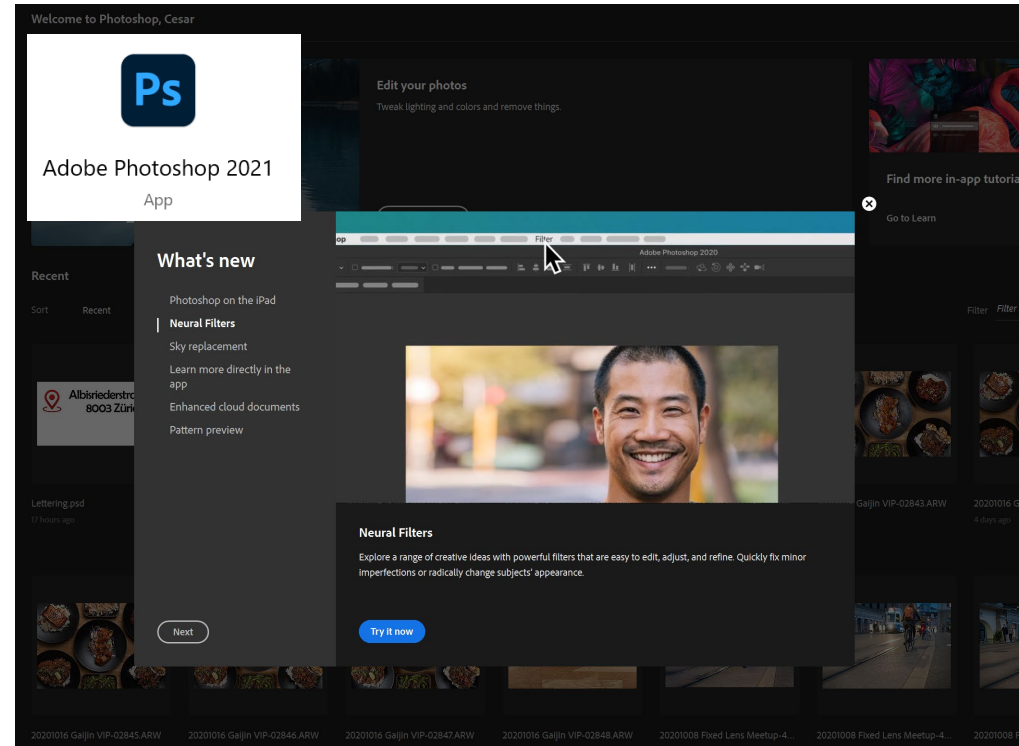 Welcome to Photoshop, Cesar
Ps
Adobe Photoshop 2021
App
Edit your photos
Tweak lighting and colors and remove things.
Find more in-app tutoria
Go to Learn
What's new
Photoshop on the iPad
Neural Filters
Sky replacement
Learn more directly in the
app
Enhanced cloud documents
Pattern preview
Next
op
Filter
Adobe Photoshop 2020
Neural Filters
Explore a range of creative ideas with powerful filters that are easy to edit, adjust, and refine. Quickly fix minor
imperfections or radically change subjects' appearance.
Try it now
Recent
Sort
Recent
Filter
Filter
Albisriederstro
8003 Züri
Lettering.psd
17 hours ago
Gaijin VIP-02843.ARW
20201016 G
4 days ago
20201016 Gaijin VIP-02845.ARW
20201016 Gaijin VIP-02846.ARW
20201016 Gaijin VIP-02847.ARW
20201016 Gaijin VIP-02848.ARW
20201008 Fixed Lens Meetup-4...
20201008 Fixed Lens Meetup-4...
20201008 F